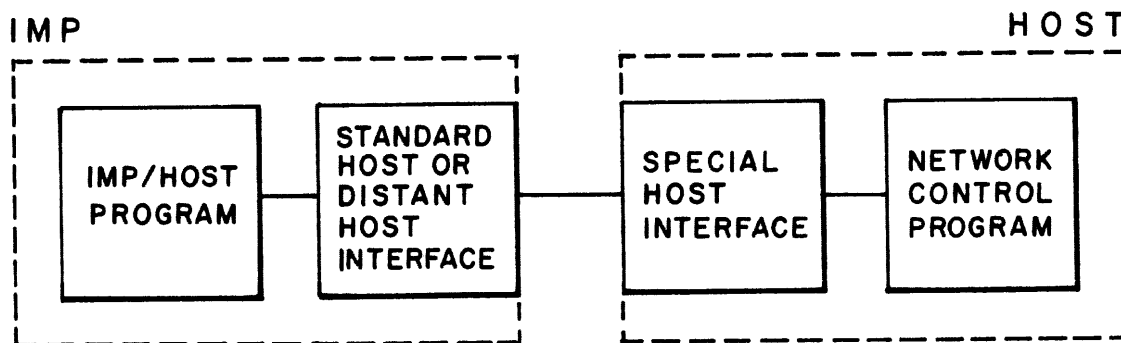 IMP
HOST
IMP/HOST
PROGRAM
STANDARD
HOST OR
DISTANT
HOST
INTERFACE
SPECIAL
HOST
INTERFACE
NETWORK
CONTROL
PROGRAM